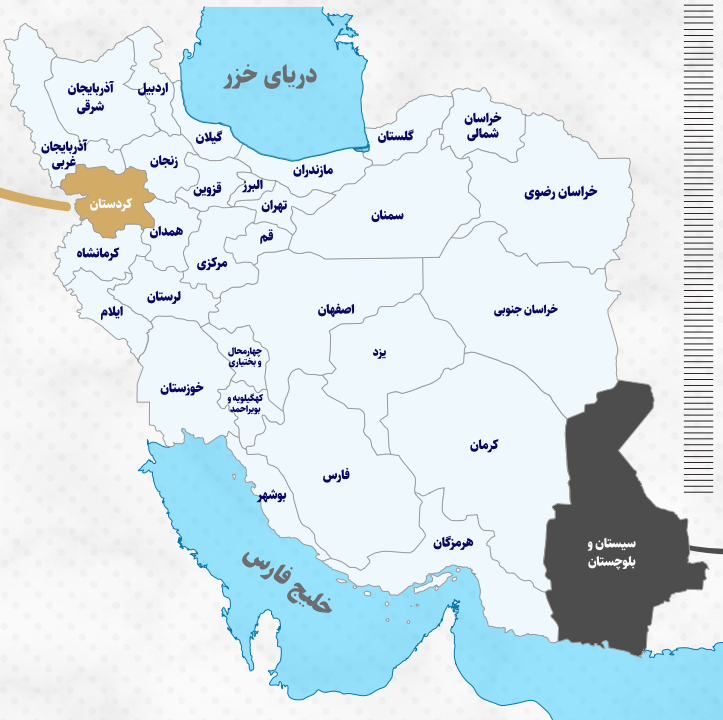 دریای خزر
آذربایجان
شرقی
اردبیل
گیلان
گلستان
خراسان
شمالی
آذربایجان
غربی
زنجان
مازندران
خراسان رضوی
قزوین
البرز
تهران
سمنان
کردستان
همدان
قم
کرمانشاه
مرکزی
لرستان
ایلام
اصفهان
خراسان جنوبی
چهارمحال
و بختیاری
یزد
خوزستان
کهگیلویه و
بویراحمد
کرمان
فارس
بوشهر
هرمزگان
سیستان و
بلوچستان
خلیج فارس